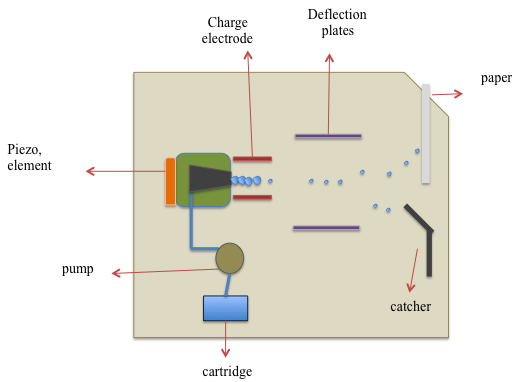 Charge
electrode
Deflection
plates
paper
Piezo,
element
pump
catcher
cartridge